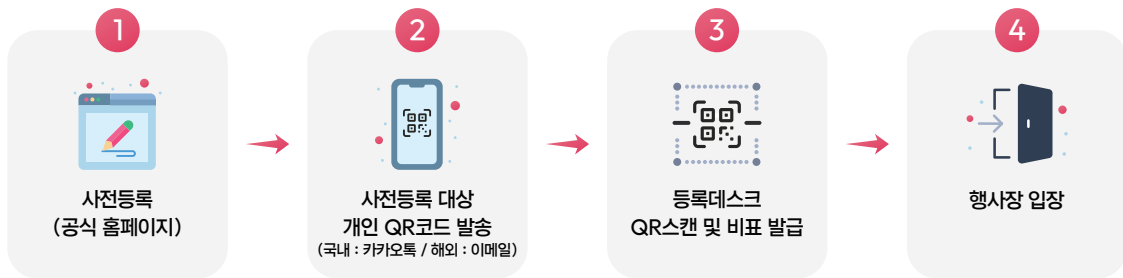 1
사전등록
(공식 홈페이지)
2
사전등록 대상
개인 QR코드 발송
(국내 : 카카오톡 / 해외 : 이메일)
3
등록데스크
QR스캔 및 비표 발급
4
행사장 입장